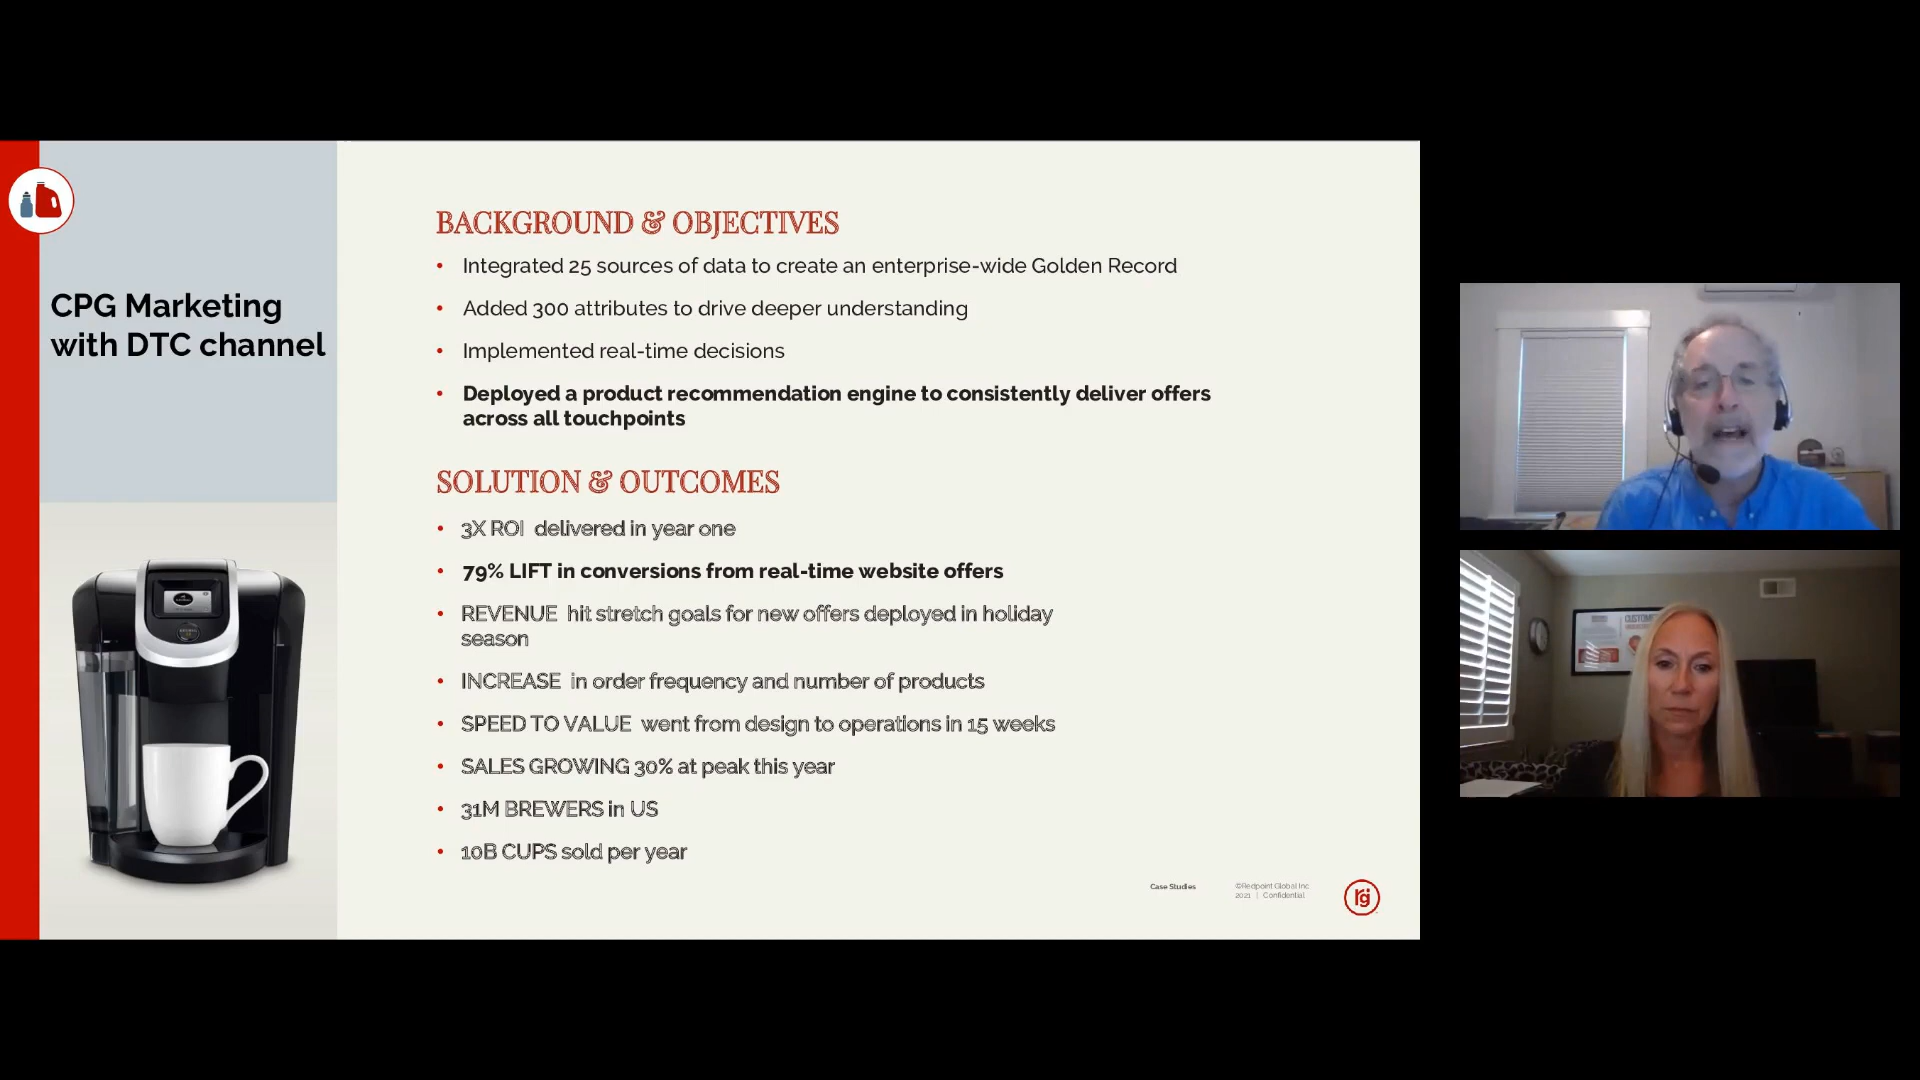 CPG Marketing
with DTC channel
BACKGROUND & OBJECTIVES
• Integrated 25 sources of data to create an enterprise-wide Golden Record
• Added 300 attributes to drive deeper understanding
• Implemented real-time decisions
• Deployed a product recommendation engine to consistently deliver offers
across all touchpoints
SOLUTION & OUTCOMES
• 3X ROI delivered in year one
• 79% LIFT in conversions from real-time website offers
• REVENUE hit stretch goals for new offers deployed in holiday
season
• INCREASE in order frequency and number of products
• SPEED TO VALUE went from design to operations in 15 weeks
• SALES GROWING 30% at peak this year
• 31M BREWERS in US
• 10B CUPS sold per year
Case Studies
©Redpoint Global Inc
2021 | Confidential
rg